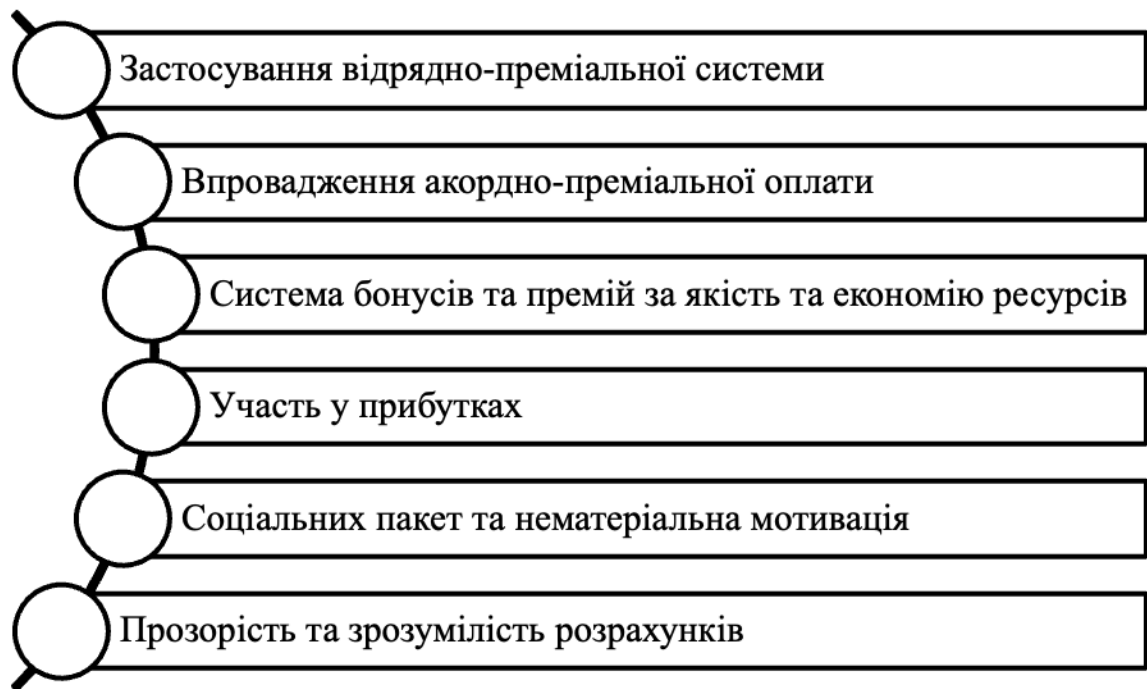 Застосування відрядно-преміальної системи
Впровадження акордно-преміальної оплати
Система бонусів та премій за якість та економію ресурсів
Участь у прибутках
Соціальних пакет та нематеріальна мотивація
Прозорість та зрозумілість розрахунків